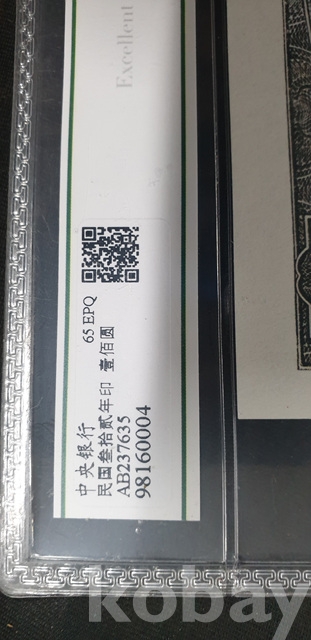 Excellent
65 EPQ
中央银行
民国叁拾贰年印 壹佰圆
AB237635
98160004
kobay